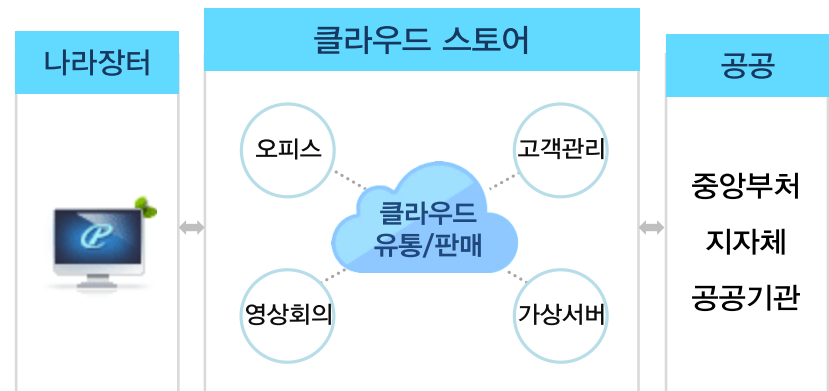 나라장터
클라우드 스토어
오피스
고객관리
클라우드
유통/판매
영상회의
가상서버
공공
중앙부처
지자체
공공기관